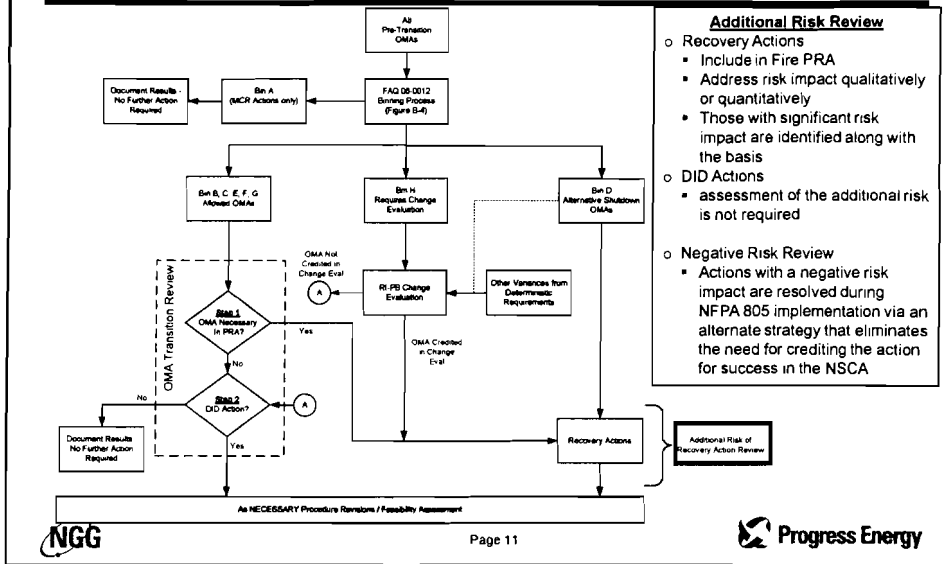 All
Pre-Transition
OMAs
Document Results -
No Further Action
Required
Bin A
(MCR Actions only)
FAQ 06-0012
Binning Process
(Figure B-4)
Bin B, C, E, F, G
Allowed OMAs
Bin H
Requires Change
Evaluation
Bin D
Alternative Shutdown
OMAs
OMA Not
Credited in
Change Eval
A
RI-PB Change
Evaluation
Other Variances from
Deterministic
Requirements
OMA Transition Review
Step 1
OMA Necessary
In PRA?
Yes
OMA Credited
in Change
Eval
No
Step 2
DID Action?
No
A
Yes
Document Results
No Further Action
Required
Recovery Actions
Additional Risk of
Recovery Action Review
As NECESSARY Procedure Revisions / Feasibility Assessment
Additional Risk Review
o Recovery Actions
▪ Include in Fire PRA
▪ Address risk impact qualitatively
or quantitatively
▪ Those with significant risk
impact are identified along with
the basis
o DID Actions
▪ assessment of the additional risk
is not required
o Negative Risk Review
▪ Actions with a negative risk
impact are resolved during
NFPA 805 implementation via an
alternate strategy that eliminates
the need for crediting the action
for success in the NSCA
NGG
Page 11
Progress Energy